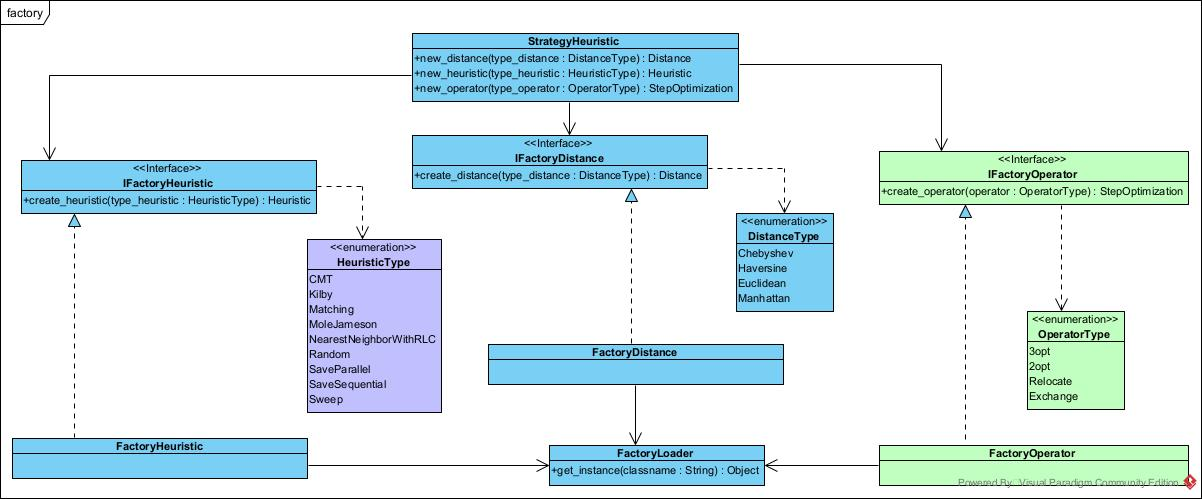 factory
StrategyHeuristic
+new_distance(type_distance : DistanceType) : Distance
+new_heuristic(type_heuristic : HeuristicType) : Heuristic
+new_operator(type_operator : OperatorType) : StepOptimization
<<Interface>>
IFactoryHeuristic
+create_heuristic(type_heuristic : HeuristicType) : Heuristic
<<Interface>>
IFactoryDistance
+create_distance(type_distance : DistanceType) : Distance
<<Interface>>
IFactoryOperator
+create_operator(operator : OperatorType) : StepOptimization
<<enumeration>>
HeuristicType
CMT
Kilby
Matching
MoleJameson
NearestNeighborWithRLC
Random
SaveParallel
SaveSequential
Sweep
<<enumeration>>
DistanceType
Chebyshev
Haversine
Euclidean
Manhattan
<<enumeration>>
OperatorType
3opt
2opt
Relocate
Exchange
FactoryDistance
FactoryHeuristic
FactoryLoader
+get_instance(classname : String) : Object
FactoryOperator
Powered By Visual Paradigm Community Edition